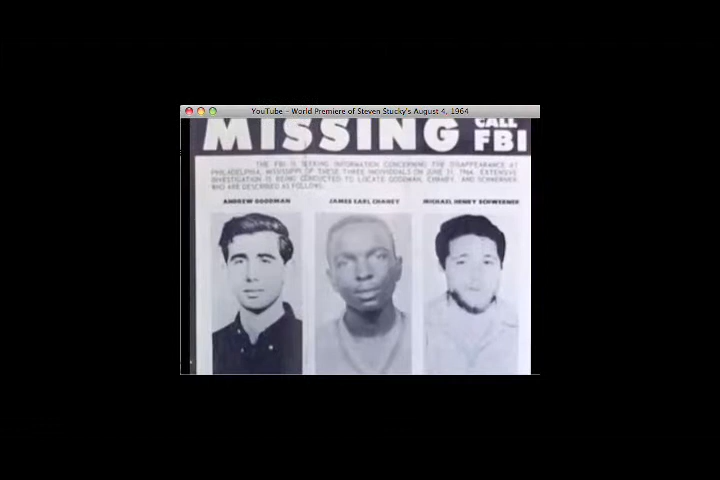 YouTube - World Premiere of Steven Stucky's August 4, 1964
MISSING CALL FBI
THE FBI IS SEEKING INFORMATION CONCERNING THE DISAPPEARANCE AT
PHILADELPHIA, MISSISSIPPI, OF THESE THREE INDIVIDUALS ON JUNE 21, 1964. EXTENSIVE
INVESTIGATION IS BEING CONDUCTED TO LOCATE GOODMAN, CHANEY, AND SCHWERNER,
WHO ARE DESCRIBED AS FOLLOWS:
ANDREW GOODMAN JAMES EARL CHANEY MICHAEL HENRY SCHWERNER